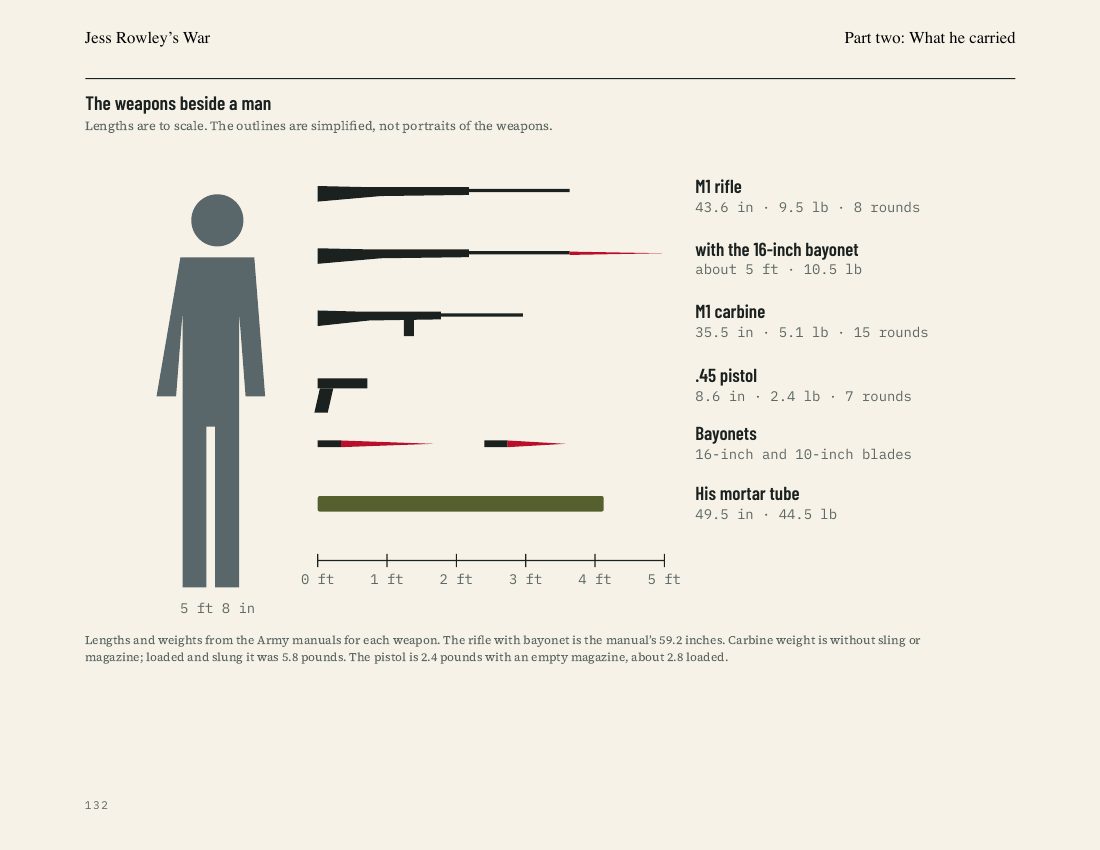 Jess Rowley’s War
Part two: What he carried
The weapons beside a man
Lengths are to scale. The outlines are simplified, not portraits of the weapons.
M1 rifle
43.6 in · 9.5 lb · 8 rounds
with the 16-inch bayonet
about 5 ft · 10.5 lb
M1 carbine
35.5 in · 5.1 lb · 15 rounds
.45 pistol
8.6 in · 2.4 lb · 7 rounds
Bayonets
16-inch and 10-inch blades
His mortar tube
49.5 in · 44.5 lb
0 ft 1 ft 2 ft 3 ft 4 ft 5 ft
5 ft 8 in
Lengths and weights from the Army manuals for each weapon. The rifle with bayonet is the manual’s 59.2 inches. Carbine weight is without sling or
magazine; loaded and slung it was 5.8 pounds. The pistol is 2.4 pounds with an empty magazine, about 2.8 loaded.
132